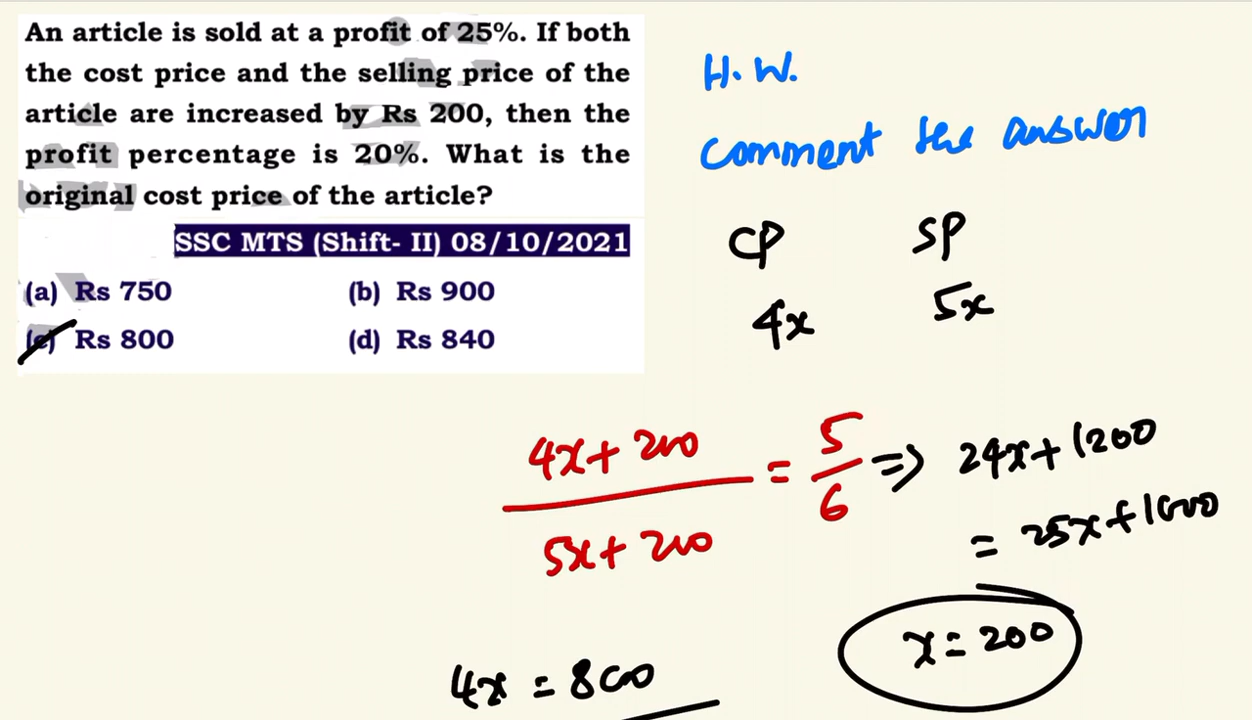 An article is sold at a profit of 25%. If both
the cost price and the selling price of the
article are increased by Rs 200, then the
profit percentage is 20%. What is the
original cost price of the article?
SSC MTS (Shift- II) 08/10/2021
(a) Rs 750 (b) Rs 900
(c) Rs 800 (d) Rs 840
H.W.
comment the answer
CP SP
4x 5x
4x+200
5x+200
= 5/6 => 24x+1200
= 25x+1000
x=200
4x = 800